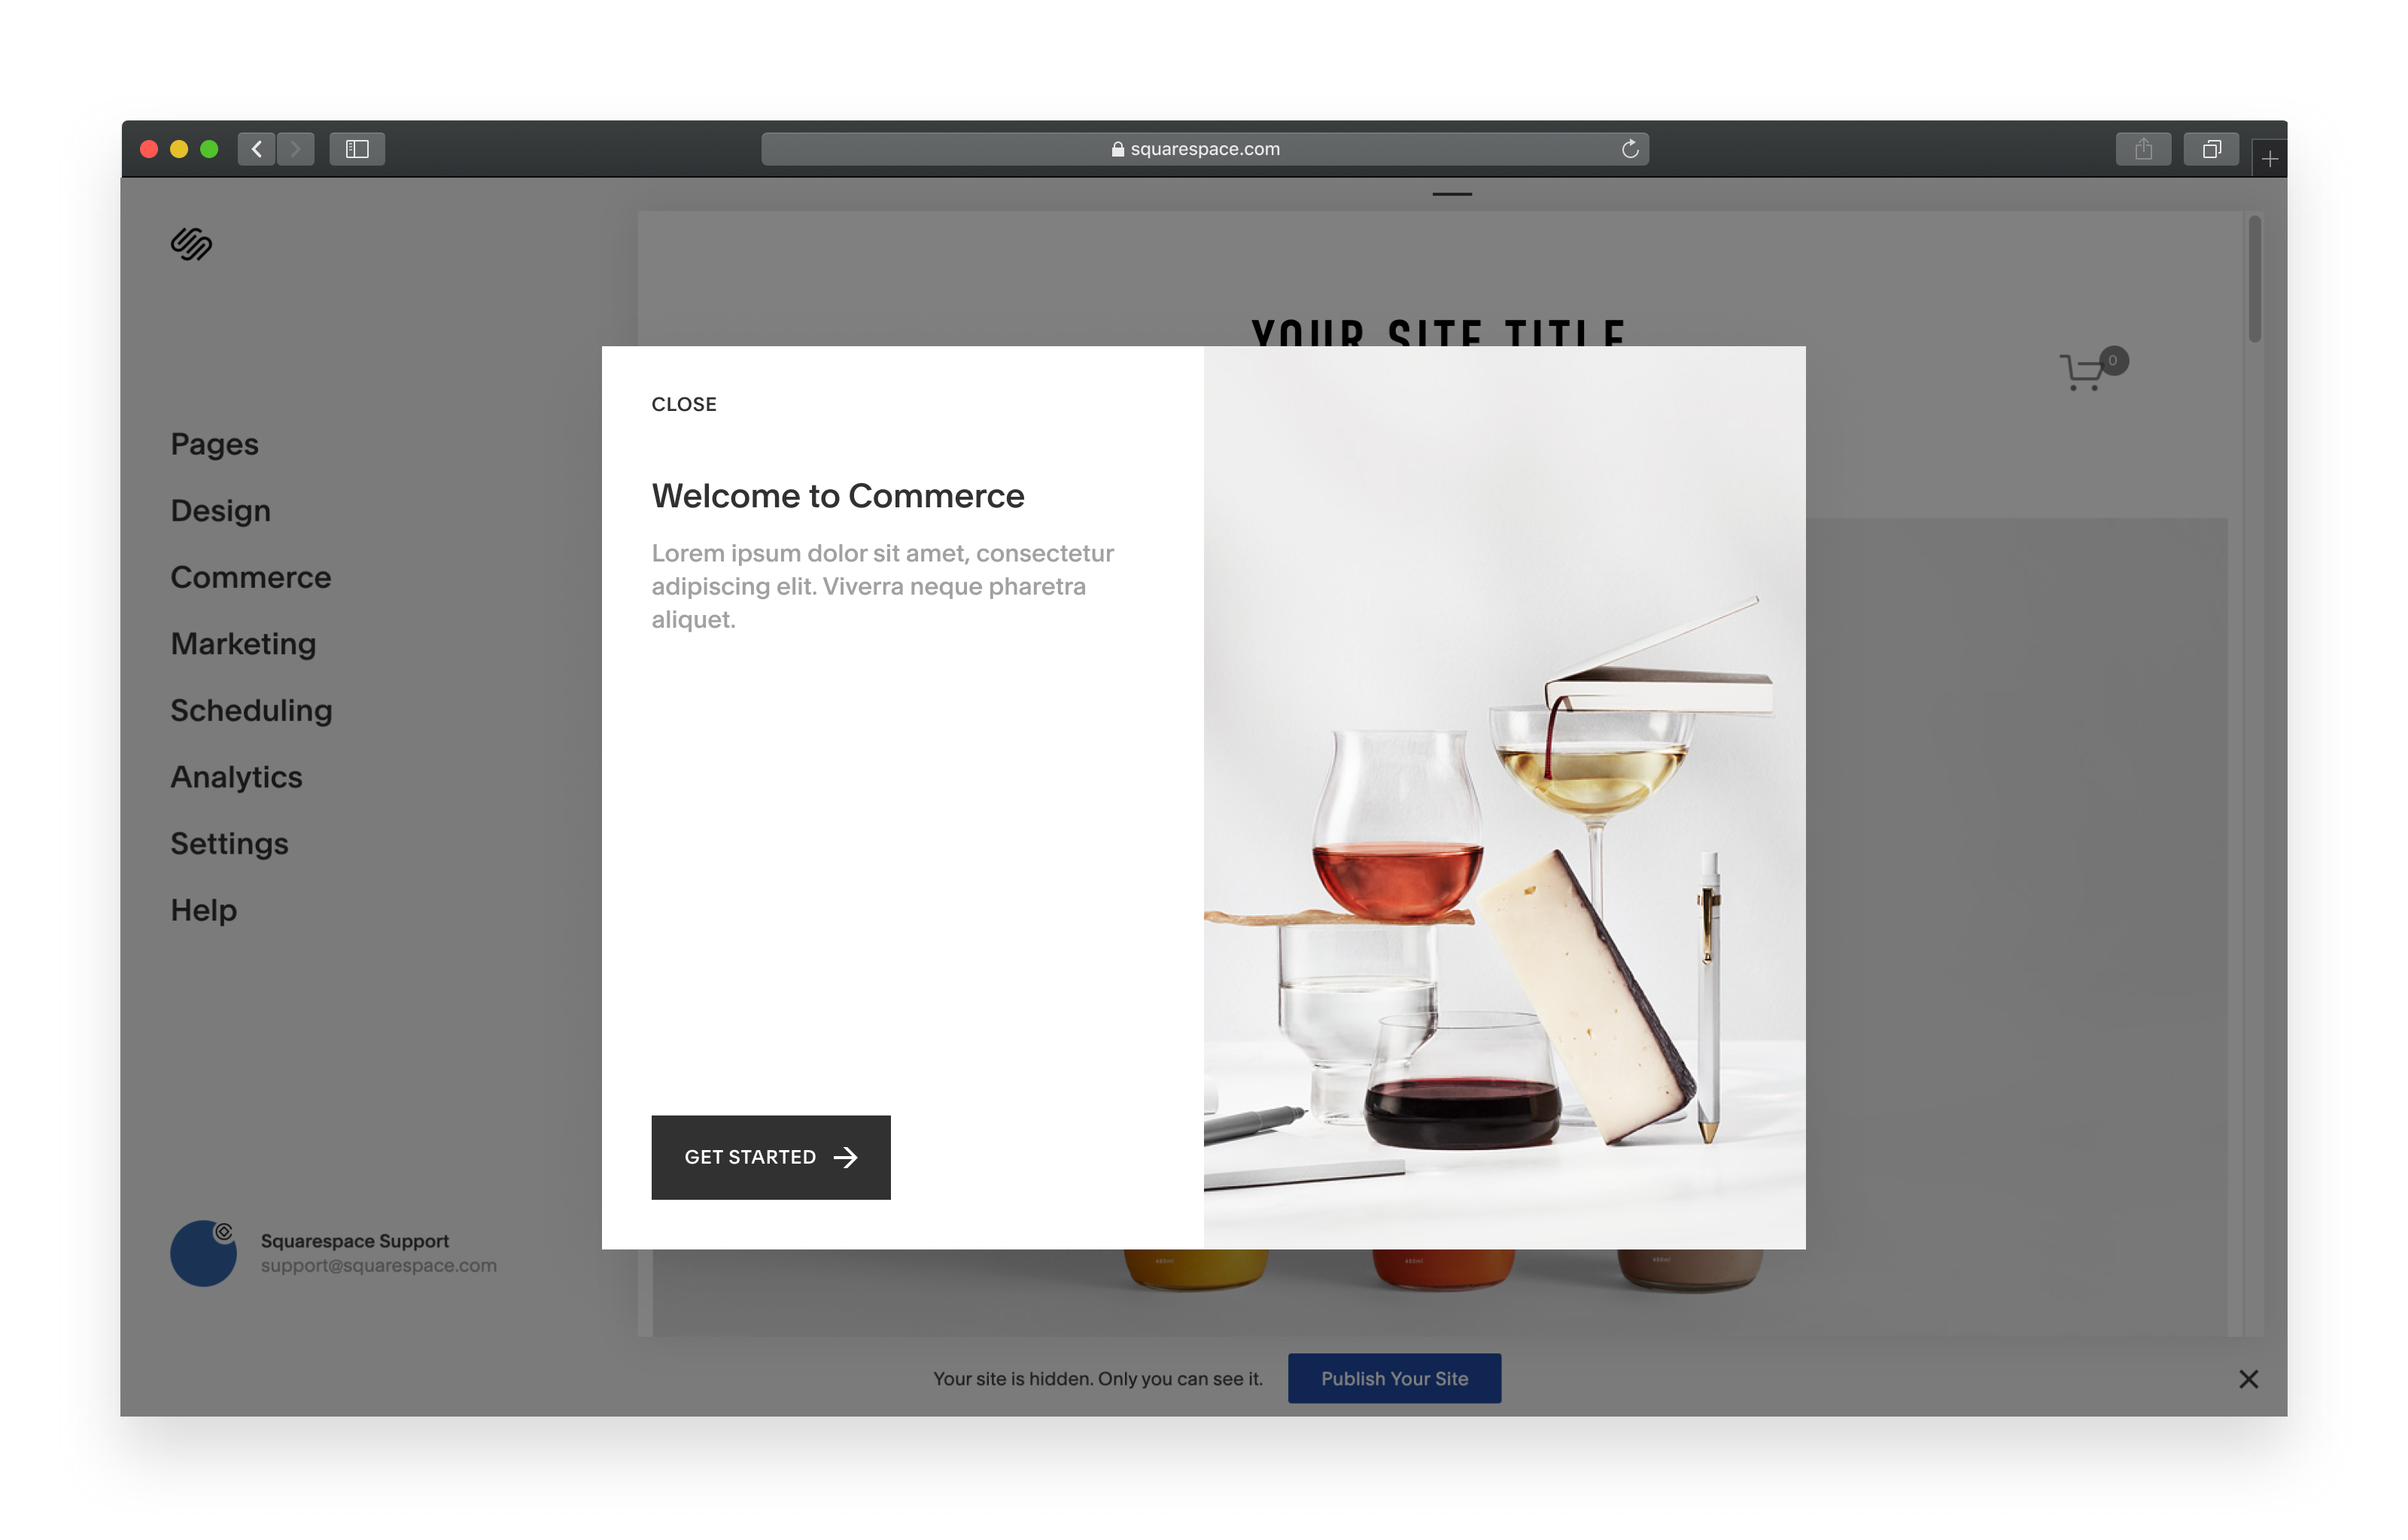 squarespace.com
YOUR SITE TITLE
0
Pages
Design
Commerce
Marketing
Scheduling
Analytics
Settings
Help
Squarespace Support
support@squarespace.com
CLOSE
Welcome to Commerce
Lorem ipsum dolor sit amet, consectetur
adipiscing elit. Viverra neque pharetra
aliquet.
GET STARTED
Your site is hidden. Only you can see it.
Publish Your Site